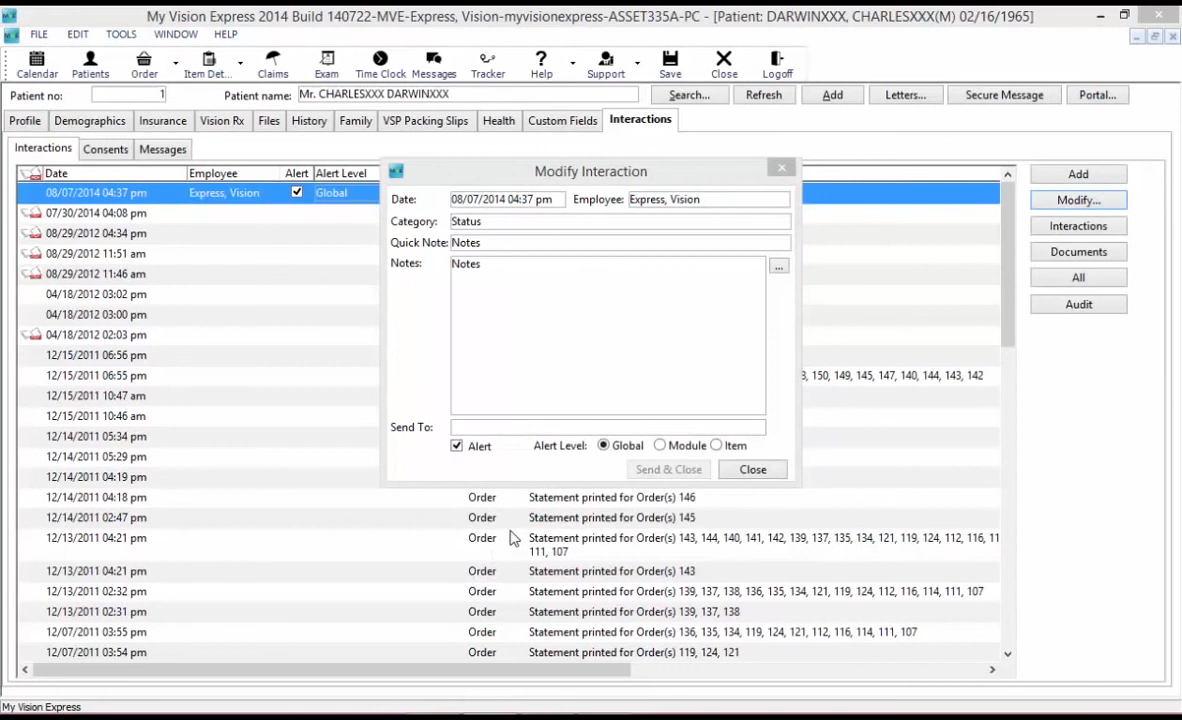 My Vision Express 2014 Build 140722-MVE-Express, Vision-myvisionexpress-ASSET335A-PC - [Patient: DARWINXXX, CHARLESXXX(M) 02/16/1965]
FILE EDIT TOOLS WINDOW HELP
Calendar Patients Order Item Det... Claims Exam Time Clock Messages Tracker Help Support Save Close Logoff
Patient no: 1 Patient name: Mr. CHARLESXXX DARWINXXX Search... Refresh Add Letters... Secure Message Portal...
Profile Demographics Insurance Vision Rx Files History Family VSP Packing Slips Health Custom Fields Interactions
Interactions Consents Messages
Date Employee Alert Alert Level
08/07/2014 04:37 pm Express, Vision Global
07/30/2014 04:08 pm
08/29/2012 04:34 pm
08/29/2012 11:51 am
08/29/2012 11:46 am
04/18/2012 03:02 pm
04/18/2012 03:00 pm
04/18/2012 02:03 pm
12/15/2011 06:56 pm
12/15/2011 06:55 pm 3, 150, 149, 145, 147, 140, 144, 143, 142
12/15/2011 10:47 am
12/15/2011 10:46 am
12/14/2011 05:34 pm
12/14/2011 05:29 pm
12/14/2011 04:19 pm
12/14/2011 04:18 pm Order Statement printed for Order(s) 146
12/14/2011 02:47 pm Order Statement printed for Order(s) 145
12/13/2011 04:21 pm Order Statement printed for Order(s) 143, 144, 140, 141, 142, 139, 137, 135, 134, 121, 119, 124, 112, 116, 11
111, 107
12/13/2011 04:21 pm Order Statement printed for Order(s) 143
12/13/2011 02:32 pm Order Statement printed for Order(s) 139, 137, 138, 136, 135, 134, 121, 119, 124, 112, 116, 114, 111, 107
12/13/2011 02:31 pm Order Statement printed for Order(s) 139, 137, 138
12/07/2011 03:55 pm Order Statement printed for Order(s) 136, 135, 134, 119, 124, 121, 112, 116, 114, 111, 107
12/07/2011 03:54 pm Order Statement printed for Order(s) 119, 124, 121
Modify Interaction
Date: 08/07/2014 04:37 pm Employee: Express, Vision
Category: Status
Quick Note: Notes
Notes: Notes ...
Send To:
Alert Alert Level: Global Module Item
Send & Close Close
Add
Modify...
Interactions
Documents
All
Audit
My Vision Express